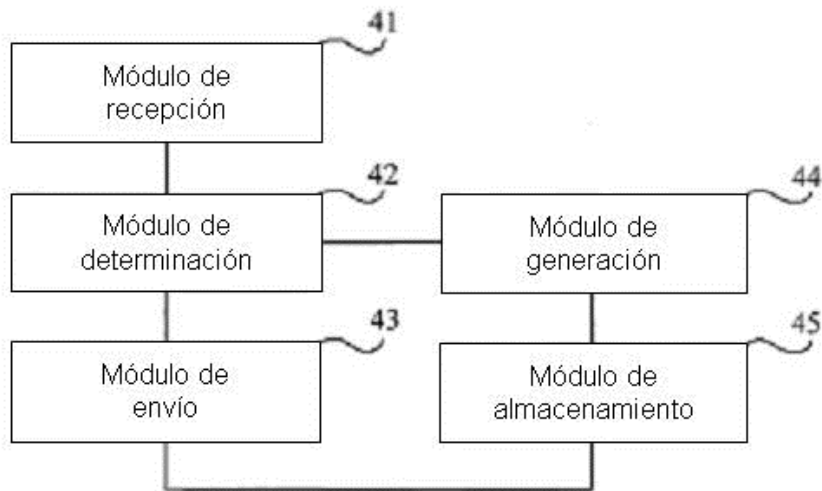 41
Módulo de
recepción
42
Módulo de
determinación
44
Módulo de
generación
43
Módulo de
envío
45
Módulo de
almacenamiento